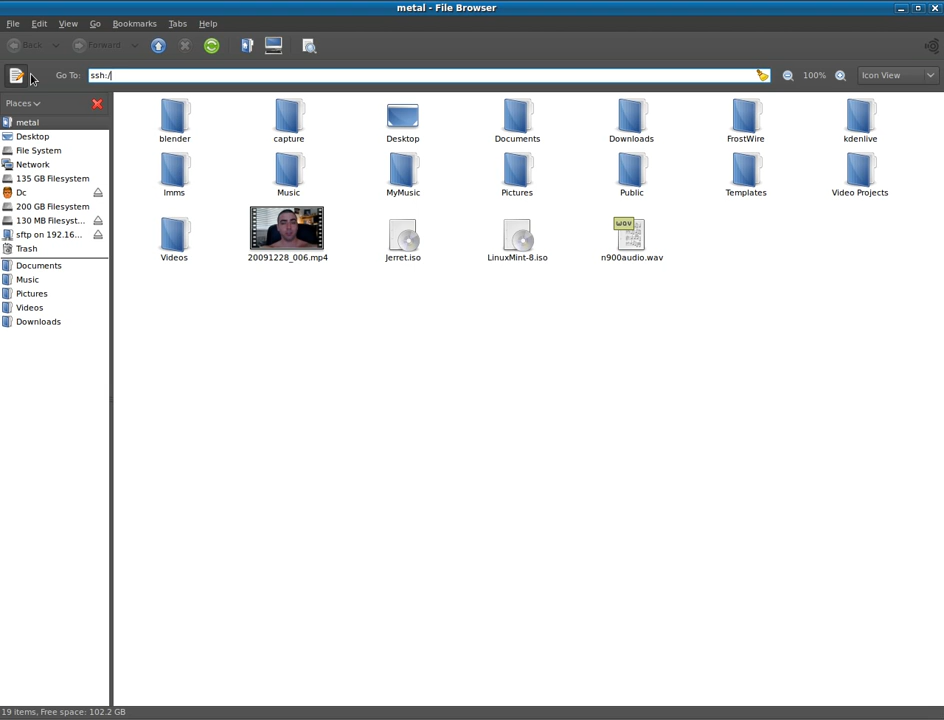 metal - File Browser
File Edit View Go Bookmarks Tabs Help
Back Forward
Go To: ssh:/ 100% Icon View
Places
metal
Desktop
File System
Network
135 GB Filesystem
Dc
200 GB Filesystem
130 MB Filesyst...
sftp on 192.16...
Trash
Documents
Music
Pictures
Videos
Downloads
blender capture Desktop Documents Downloads FrostWire kdenlive
lmms Music MyMusic Pictures Public Templates Video Projects
wav
Videos 20091228_006.mp4 Jerret.iso LinuxMint-8.iso n900audio.wav
19 items, Free space: 102.2 GB